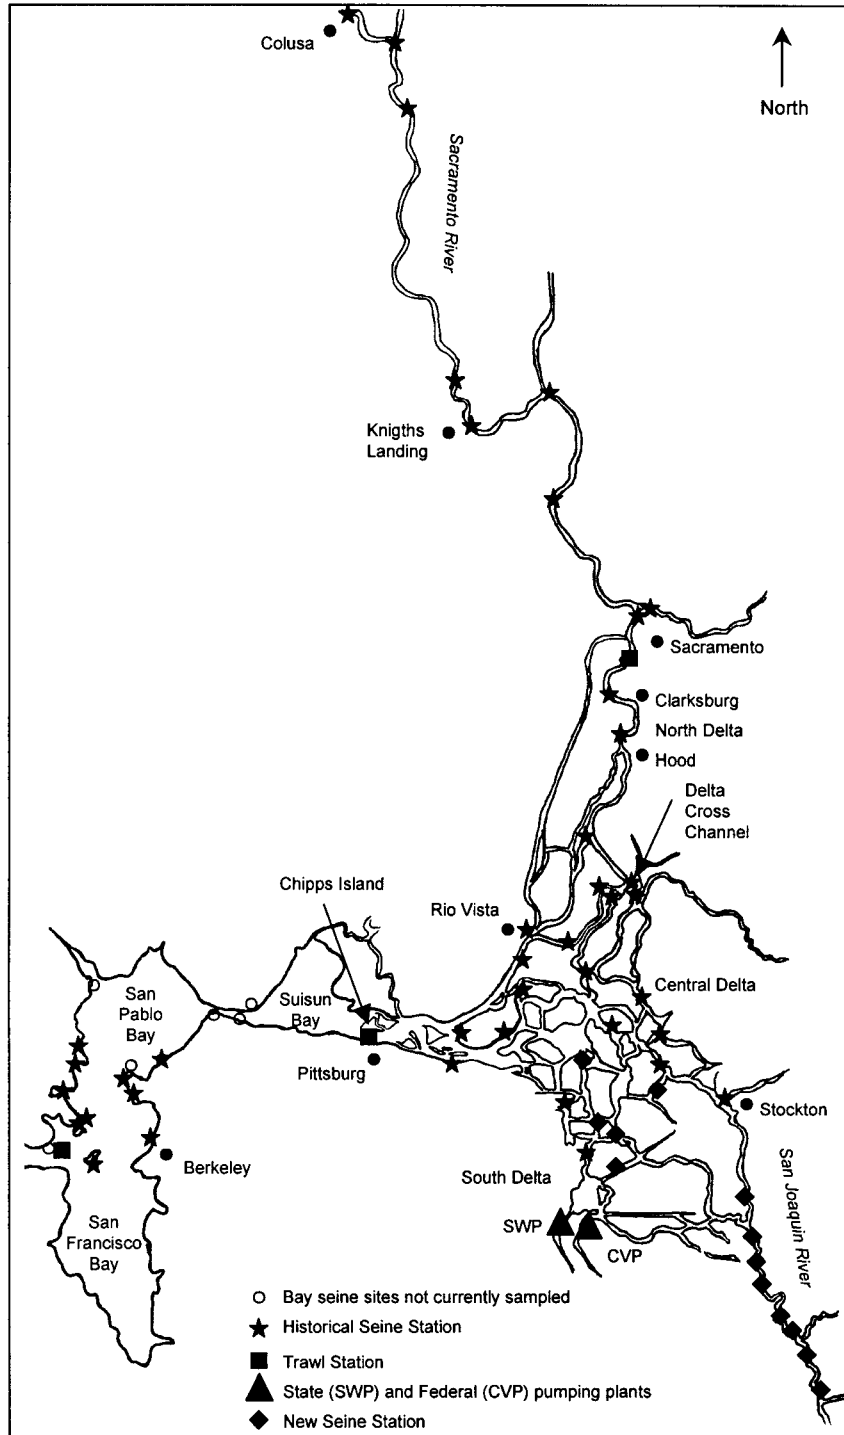 Colusa
North
Sacramento River
Knigths
Landing
Sacramento
Clarksburg
North Delta
Hood
Delta
Cross
Channel
Chipps Island
Rio Vista
San
Pablo
Bay
Suisun
Bay
Central Delta
Pittsburg
Stockton
Berkeley
South Delta
San Joaquin River
San
Francisco
Bay
SWP
CVP
Bay seine sites not currently sampled
Historical Seine Station
Trawl Station
State (SWP) and Federal (CVP) pumping plants
New Seine Station